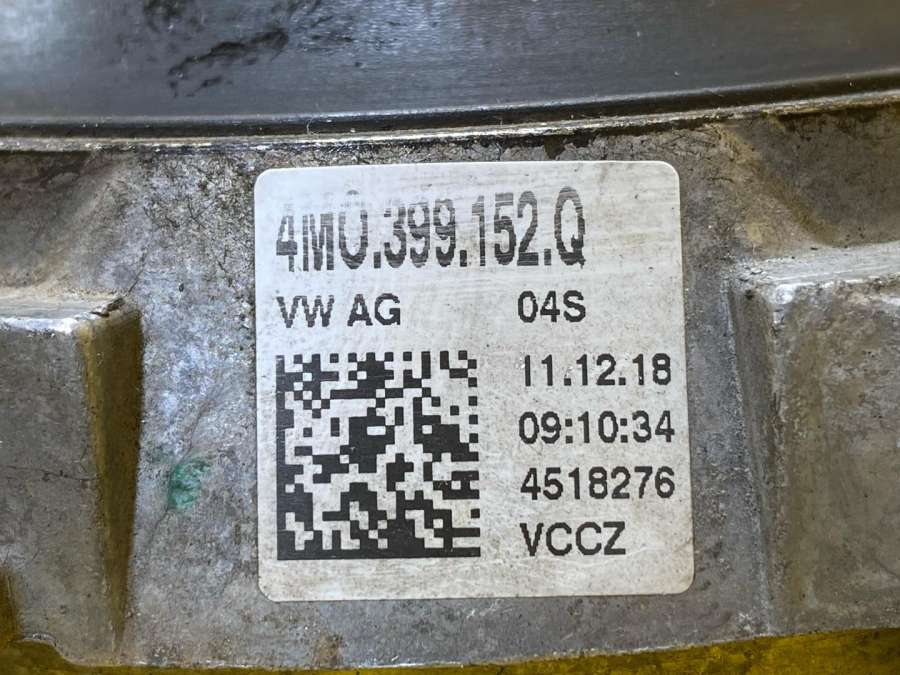 4M0.399.152.Q
VW AG 04S
11.12.18
09:10:34
4518276
VCCZ